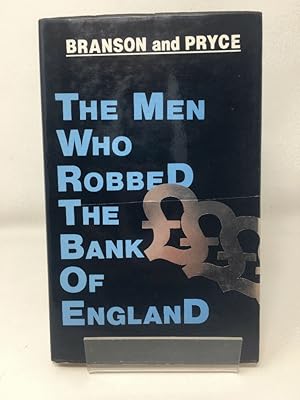 BRANSON and PRYCE
THE MEN
WHO
ROBBED
THE
BANK
OF
ENGLAND